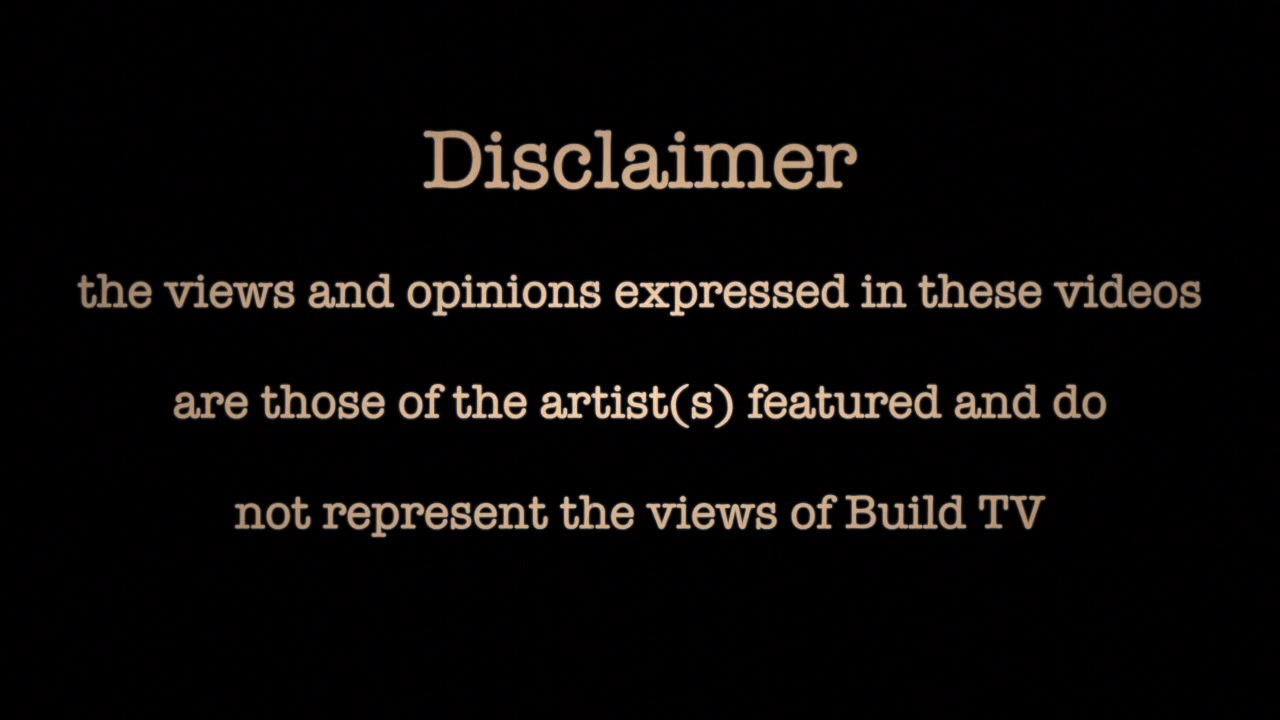 Disclaimer
the views and opinions expressed in these videos
are those of the artist(s) featured and do
not represent the views of Build TV